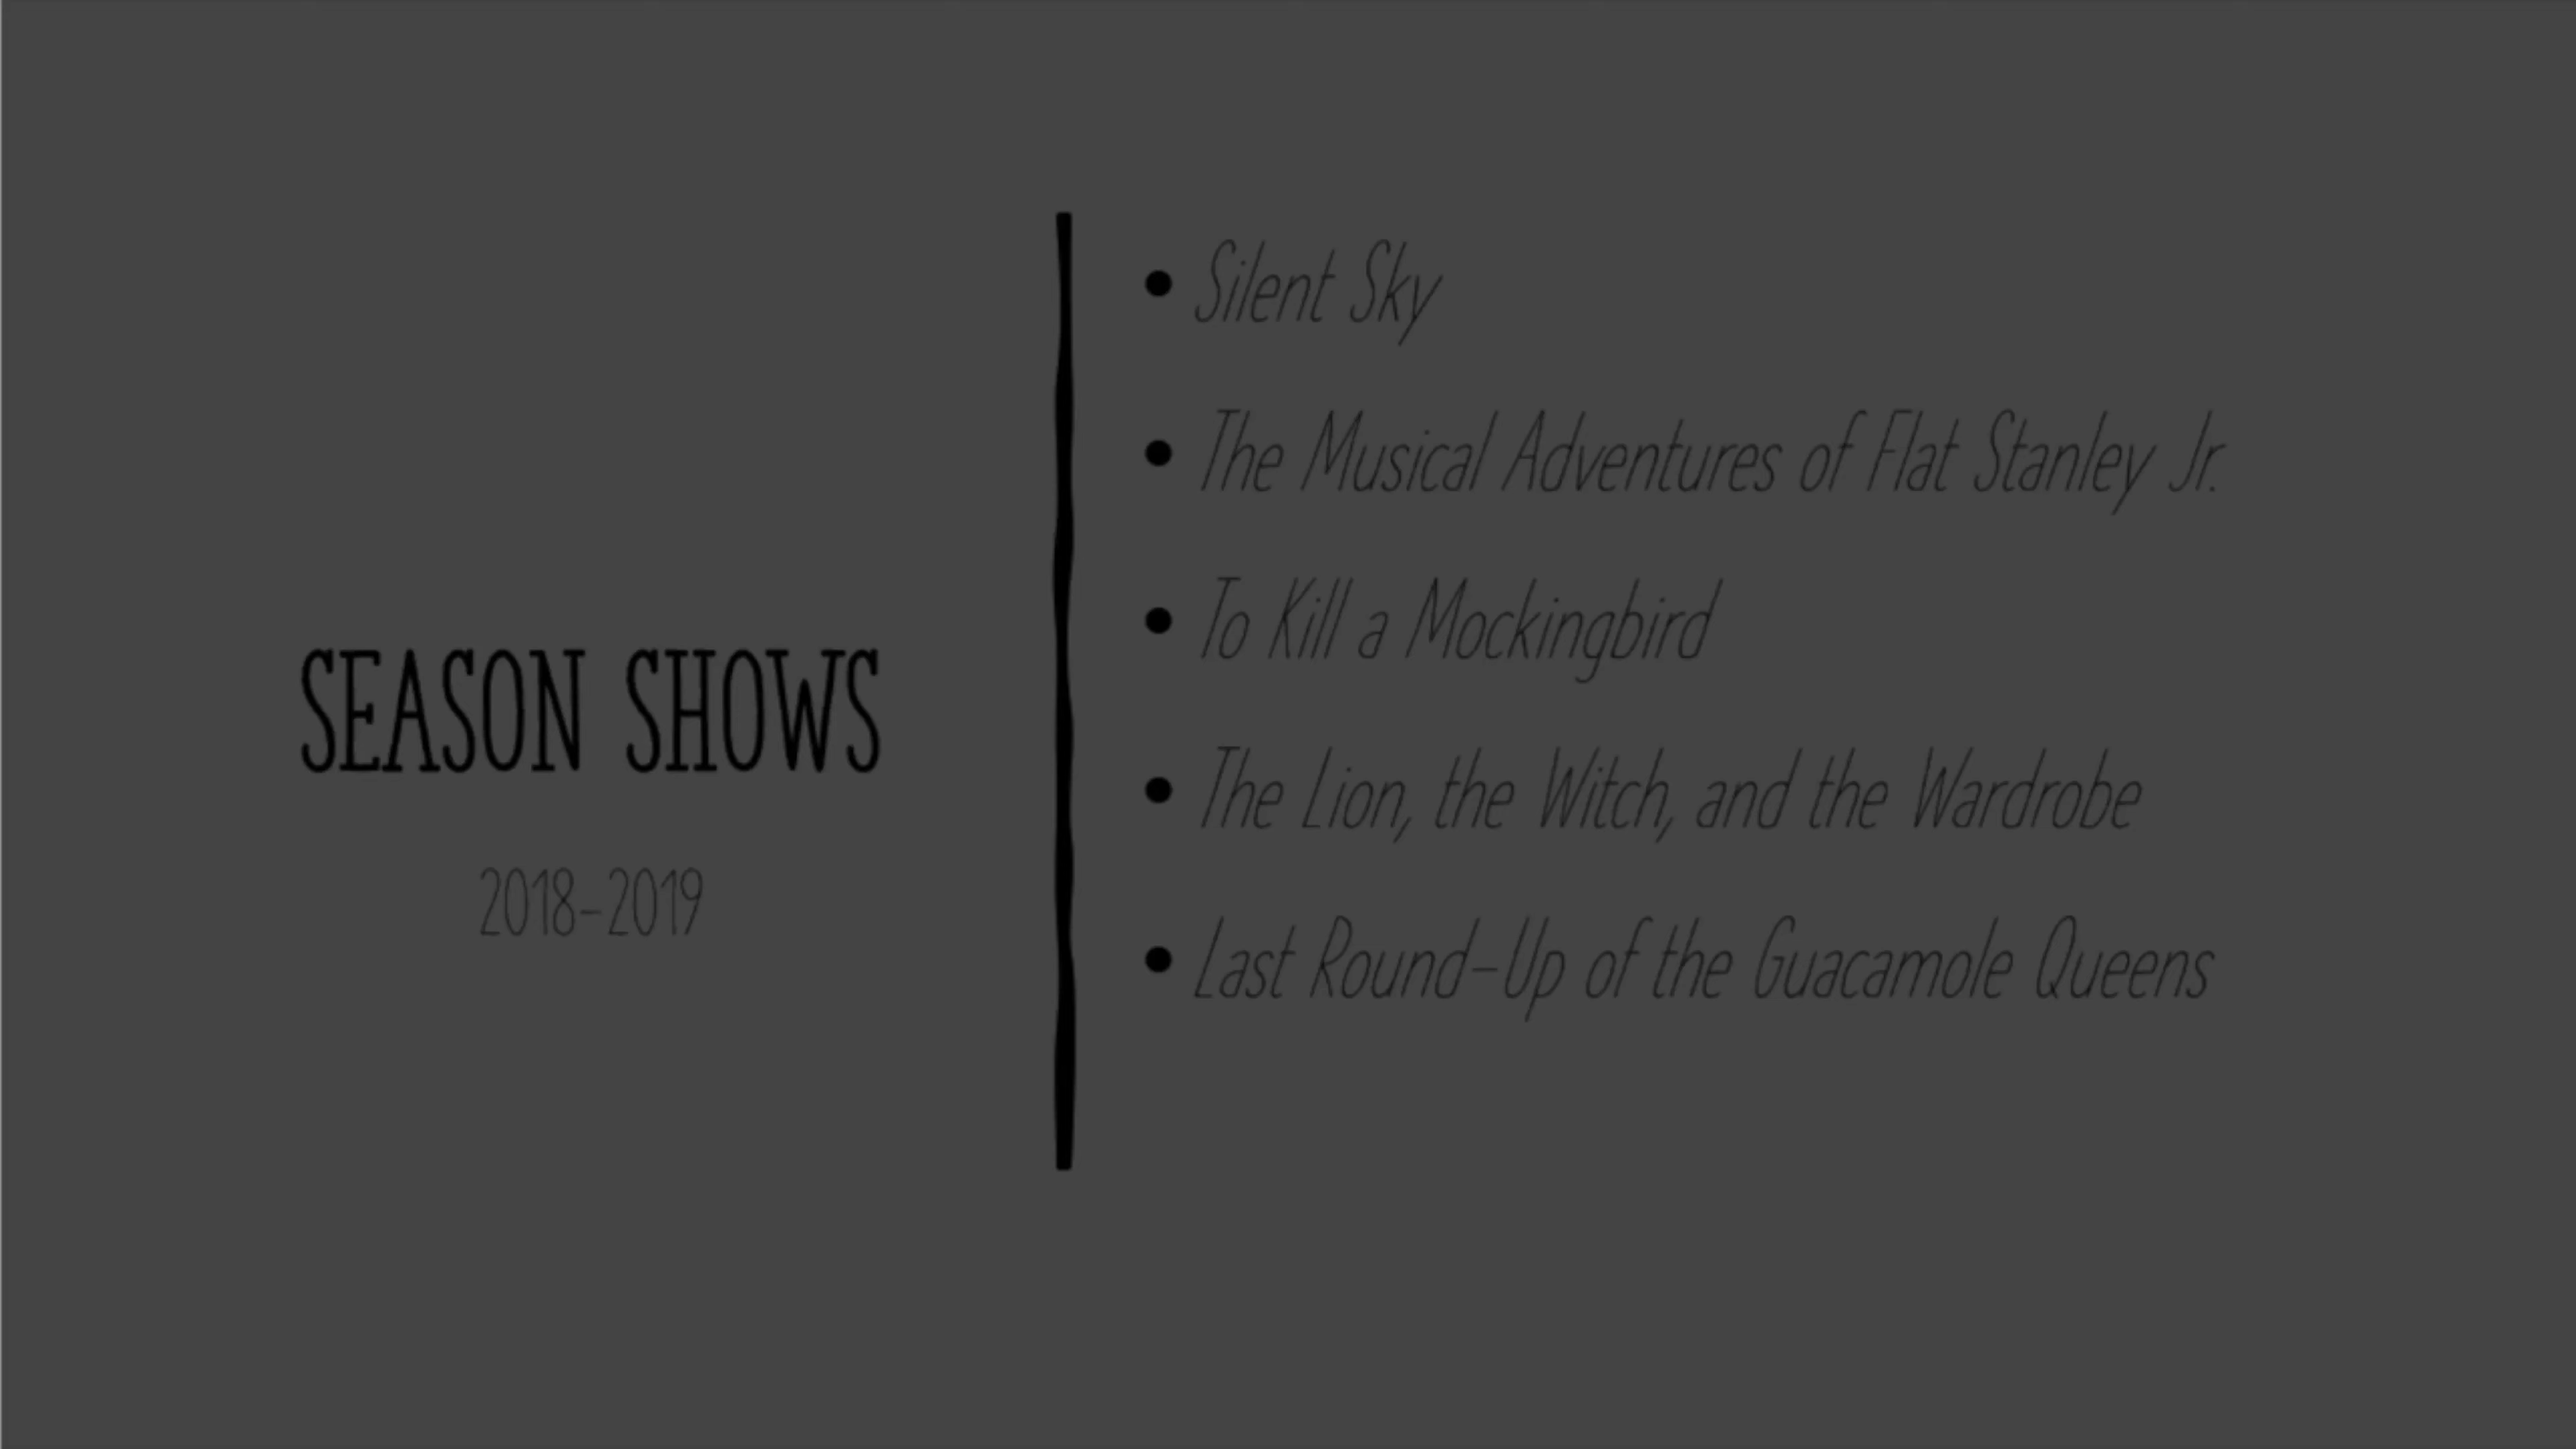 SEASON SHOWS
2018-2019
• Silent Sky
• The Musical Adventures of Flat Stanley Jr.
• To Kill a Mockingbird
• The Lion, the Witch, and the Wardrobe
• Last Round-Up of the Guacamole Queens